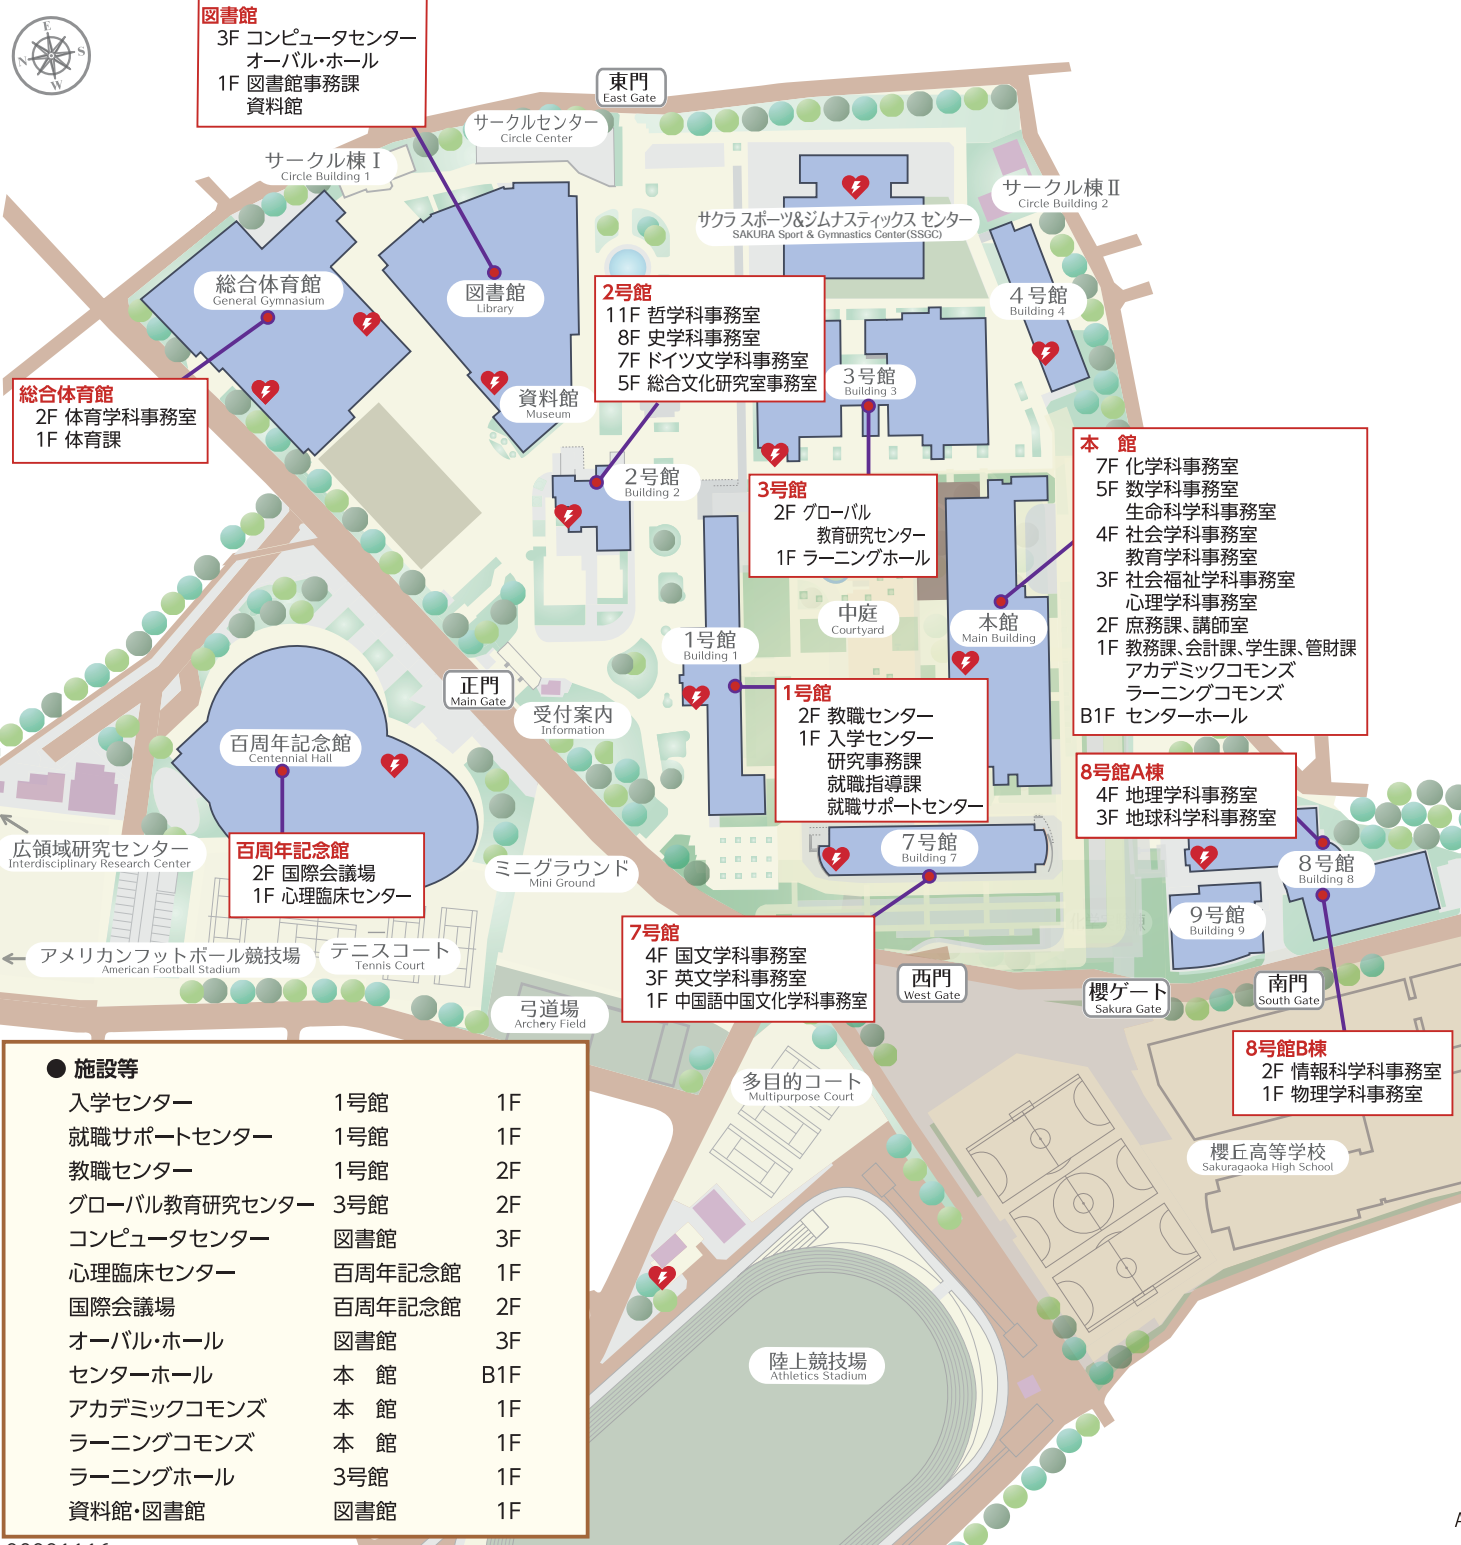 E
N
S
W
図書館
3F コンピュータセンター
オーバル・ホール
1F 図書館事務課
資料館
東門
East Gate
サークルセンター
Circle Center
サークル棟Ⅰ
Circle Building 1
サークル棟Ⅱ
Circle Building 2
サクラ スポーツ&ジムナスティックス センター
SAKURA Sport & Gymnastics Center(SSGC)
総合体育館
General Gymnasium
図書館
Library
4号館
Building 4
2号館
11F 哲学科事務室
8F 史学科事務室
7F ドイツ文学科事務室
5F 総合文化研究室事務室
総合体育館
2F 体育学科事務室
1F 体育課
資料館
Museum
3号館
Building 3
2号館
Building 2
3号館
2F グローバル
教育研究センター
1F ラーニングホール
本　館
7F 化学科事務室
5F 数学科事務室
生命科学科事務室
4F 社会学科事務室
教育学科事務室
3F 社会福祉学科事務室
心理学科事務室
2F 庶務課、講師室
1F 教務課、会計課、学生課、管財課
アカデミックコモンズ
ラーニングコモンズ
B1F センターホール
中庭
Courtyard
本館
Main Building
1号館
Building 1
正門
Main Gate
受付案内
Information
1号館
2F 教職センター
1F 入学センター
研究事務課
就職指導課
就職サポートセンター
百周年記念館
Centennial Hall
8号館A棟
4F 地理学科事務室
3F 地球科学科事務室
広領域研究センター
Interdisciplinary Research Center
百周年記念館
2F 国際会議場
1F 心理臨床センター
ミニグラウンド
Mini Ground
7号館
Building 7
8号館
Building 8
9号館
Building 9
アメリカンフットボール競技場
American Football Stadium
テニスコート
Tennis Court
7号館
4F 国文学科事務室
3F 英文学科事務室
1F 中国語中国文化学科事務室
西門
West Gate
櫻ゲート
Sakura Gate
南門
South Gate
弓道場
Archery Field
8号館B棟
2F 情報科学科事務室
1F 物理学科事務室
多目的コート
Multipurpose Court
櫻丘高等学校
Sakuragaoka High School
陸上競技場
Athletics Stadium
● 施設等
入学センター 1号館 1F
就職サポートセンター 1号館 1F
教職センター 1号館 2F
グローバル教育研究センター 3号館 2F
コンピュータセンター 図書館 3F
心理臨床センター 百周年記念館 1F
国際会議場 百周年記念館 2F
オーバル・ホール 図書館 3F
センターホール 本　館 B1F
アカデミックコモンズ 本　館 1F
ラーニングコモンズ 本　館 1F
ラーニングホール 3号館 1F
資料館・図書館 図書館 1F